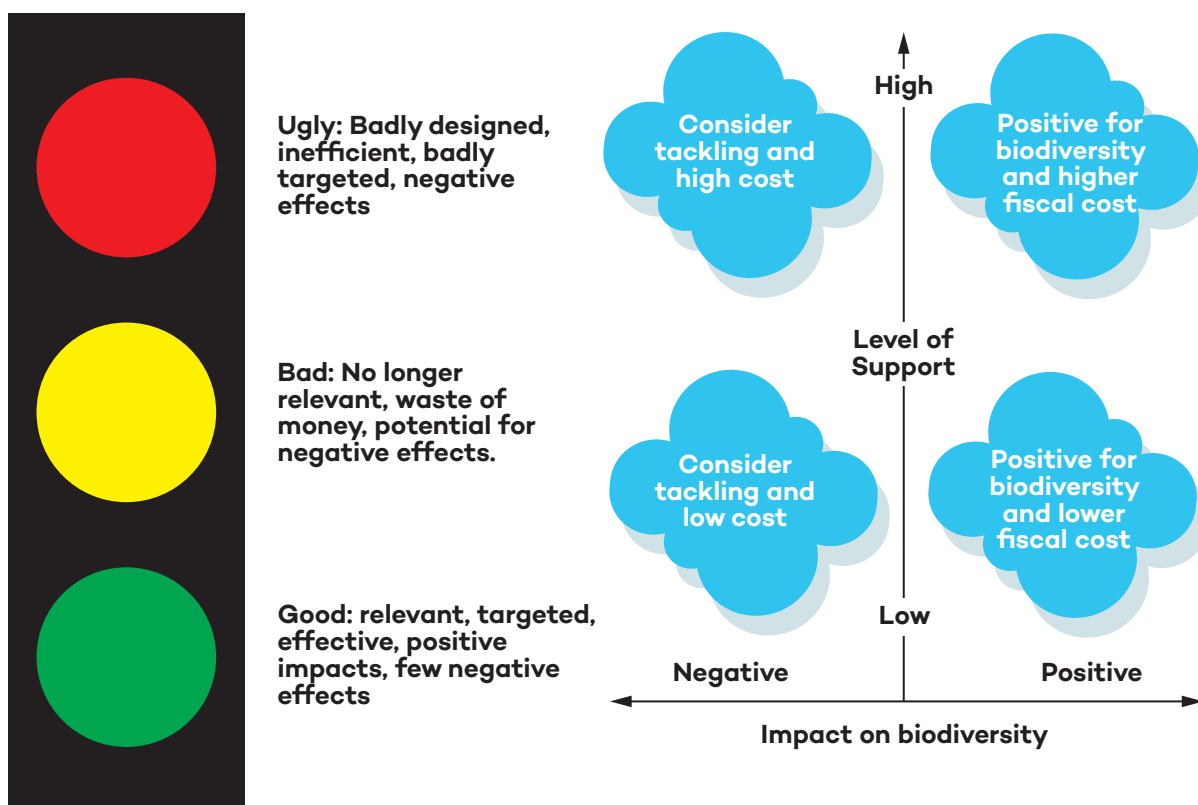 Ugly: Badly designed,
inefficient, badly
targeted, negative
effects
Bad: No longer
relevant, waste of
money, potential for
negative effects.
Good: relevant, targeted,
effective, positive
impacts, few negative
effects
High
Consider
tackling and
high cost
Positive for
biodiversity
and higher
fiscal cost
Level of
Support
Consider
tackling and
low cost
Positive for
biodiversity
and lower
fiscal cost
Low
Negative
Positive
Impact on biodiversity